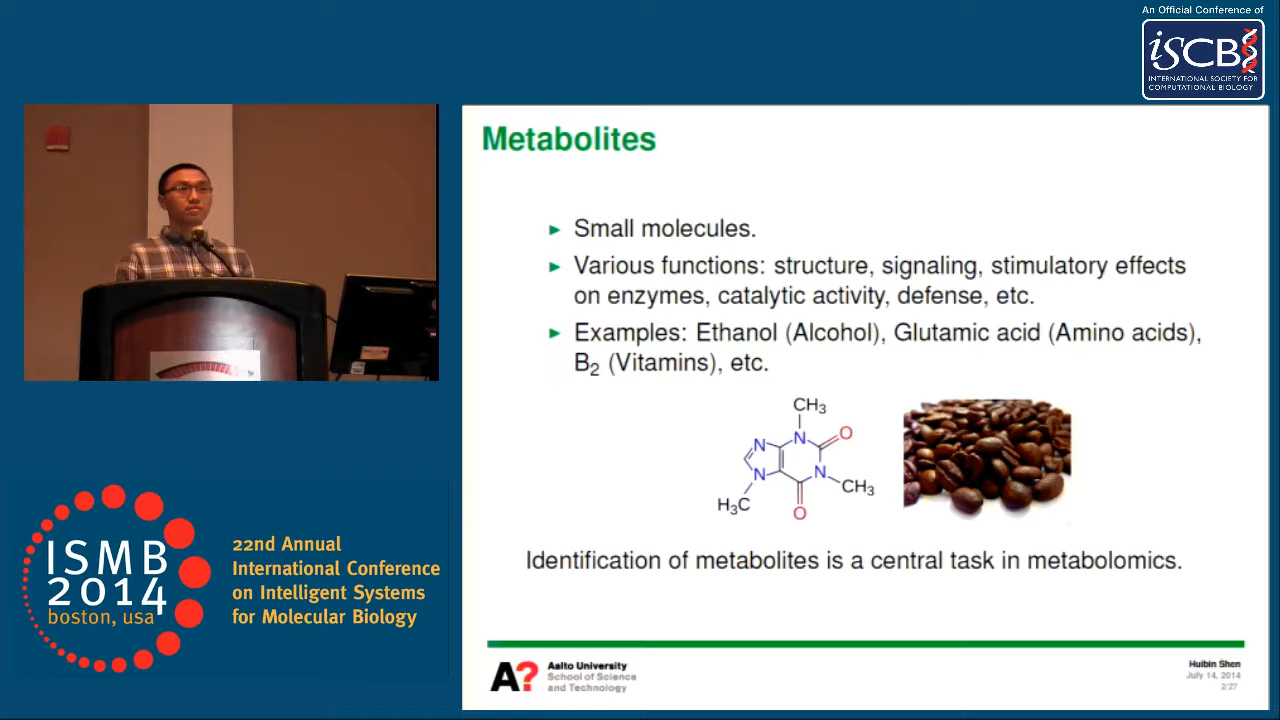 An Official Conference of
iSCB
INTERNATIONAL SOCIETY FOR
COMPUTATIONAL BIOLOGY
Metabolites
Small molecules.
Various functions: structure, signaling, stimulatory effects
on enzymes, catalytic activity, defense, etc.
Examples: Ethanol (Alcohol), Glutamic acid (Amino acids),
B₂ (Vitamins), etc.
CH₃
N
N
O
N
N
CH₃
H₃C
O
Identification of metabolites is a central task in metabolomics.
ISMB
2014
boston, usa
22nd Annual
International Conference
on Intelligent Systems
for Molecular Biology
A?
Aalto University
School of Science
and Technology
Huibin Shen
July 14, 2014
2/27